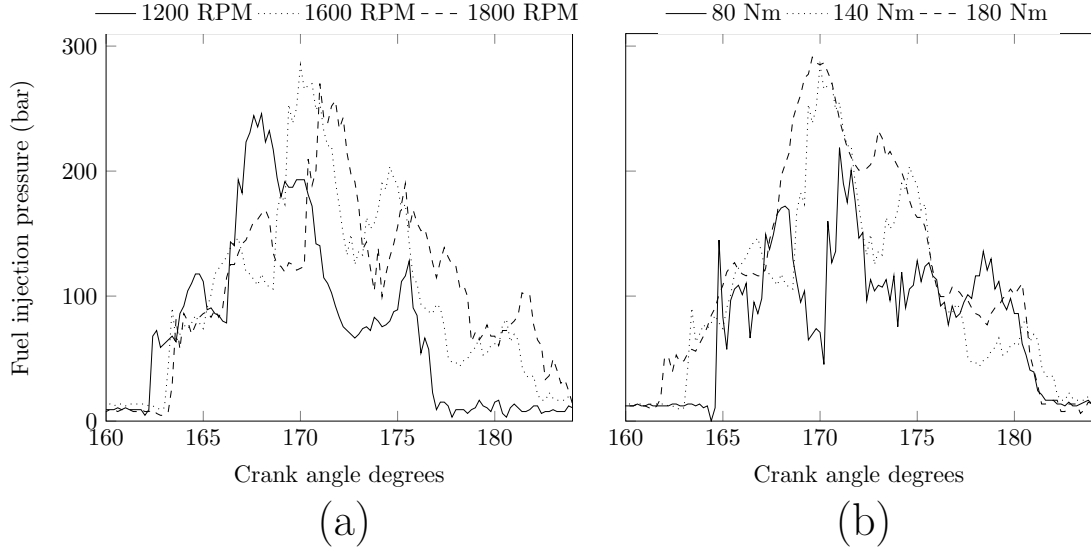 1200 RPM 1600 RPM 1800 RPM
80 Nm 140 Nm 180 Nm
300
200
100
0
Fuel injection pressure (bar)
160 165 170 175 180
160 165 170 175 180
Crank angle degrees
Crank angle degrees
(a)
(b)